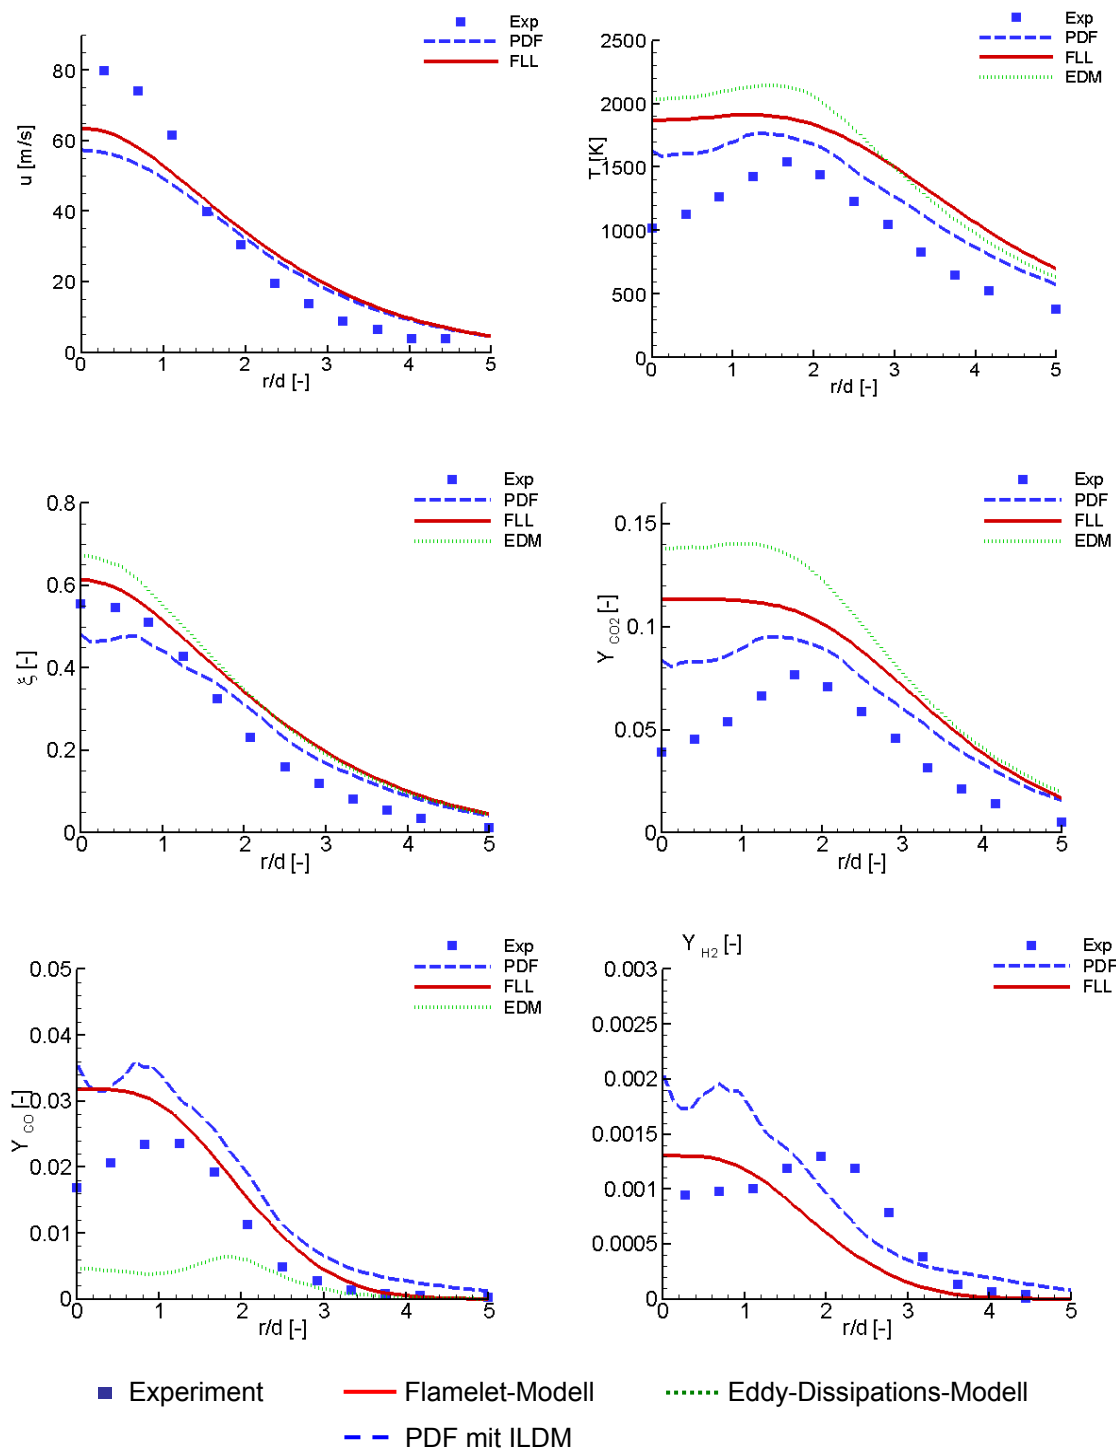 Exp
PDF
FLL
80
60
40
20
0
u [m/s]
0 1 2 3 4 5
r/d [-]
Exp
PDF
FLL
EDM
2500
2000
1500
1000
500
0
T [K]
0 1 2 3 4 5
r/d [-]
Exp
PDF
FLL
EDM
0.8
0.6
0.4
0.2
0
ξ [-]
0 1 2 3 4 5
r/d [-]
Exp
PDF
FLL
EDM
0.15
0.1
0.05
0
Y CO2 [-]
0 1 2 3 4 5
r/d [-]
Exp
PDF
FLL
EDM
0.05
0.04
0.03
0.02
0.01
0
Y CO [-]
0 1 2 3 4 5
r/d [-]
Y H2 [-]
Exp
PDF
FLL
0.003
0.0025
0.002
0.0015
0.001
0.0005
0
0 1 2 3 4 5
r/d [-]
Experiment Flamelet-Modell Eddy-Dissipations-Modell
PDF mit ILDM